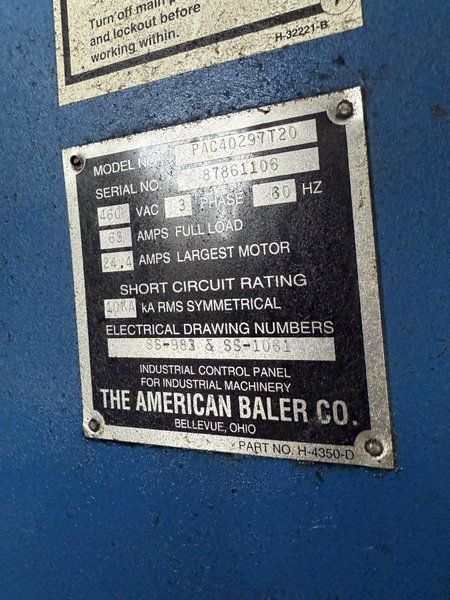 Turn off main
and lockout before
working within.
H-32221-B
MODEL NO. PAC40297T20
SERIAL NO. 87861106
460 VAC 3 PHASE 60 HZ
63 AMPS FULL LOAD
24.4 AMPS LARGEST MOTOR
SHORT CIRCUIT RATING
10KA kA RMS SYMMETRICAL
ELECTRICAL DRAWING NUMBERS
SS-983 & SS-1061
INDUSTRIAL CONTROL PANEL
FOR INDUSTRIAL MACHINERY
THE AMERICAN BALER CO.
BELLEVUE, OHIO
PART NO. H-4350-D